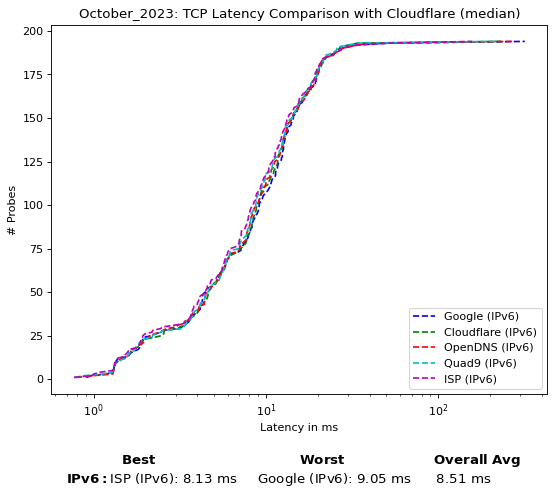 October_2023: TCP Latency Comparison with Cloudflare (median)
200
175
150
125
100
75
50
25
0
# Probes
Google (IPv6)
Cloudflare (IPv6)
OpenDNS (IPv6)
Quad9 (IPv6)
ISP (IPv6)
10^0 10^1 10^2
Latency in ms
Best Worst Overall Avg
IPv6: ISP (IPv6): 8.13 ms Google (IPv6): 9.05 ms 8.51 ms